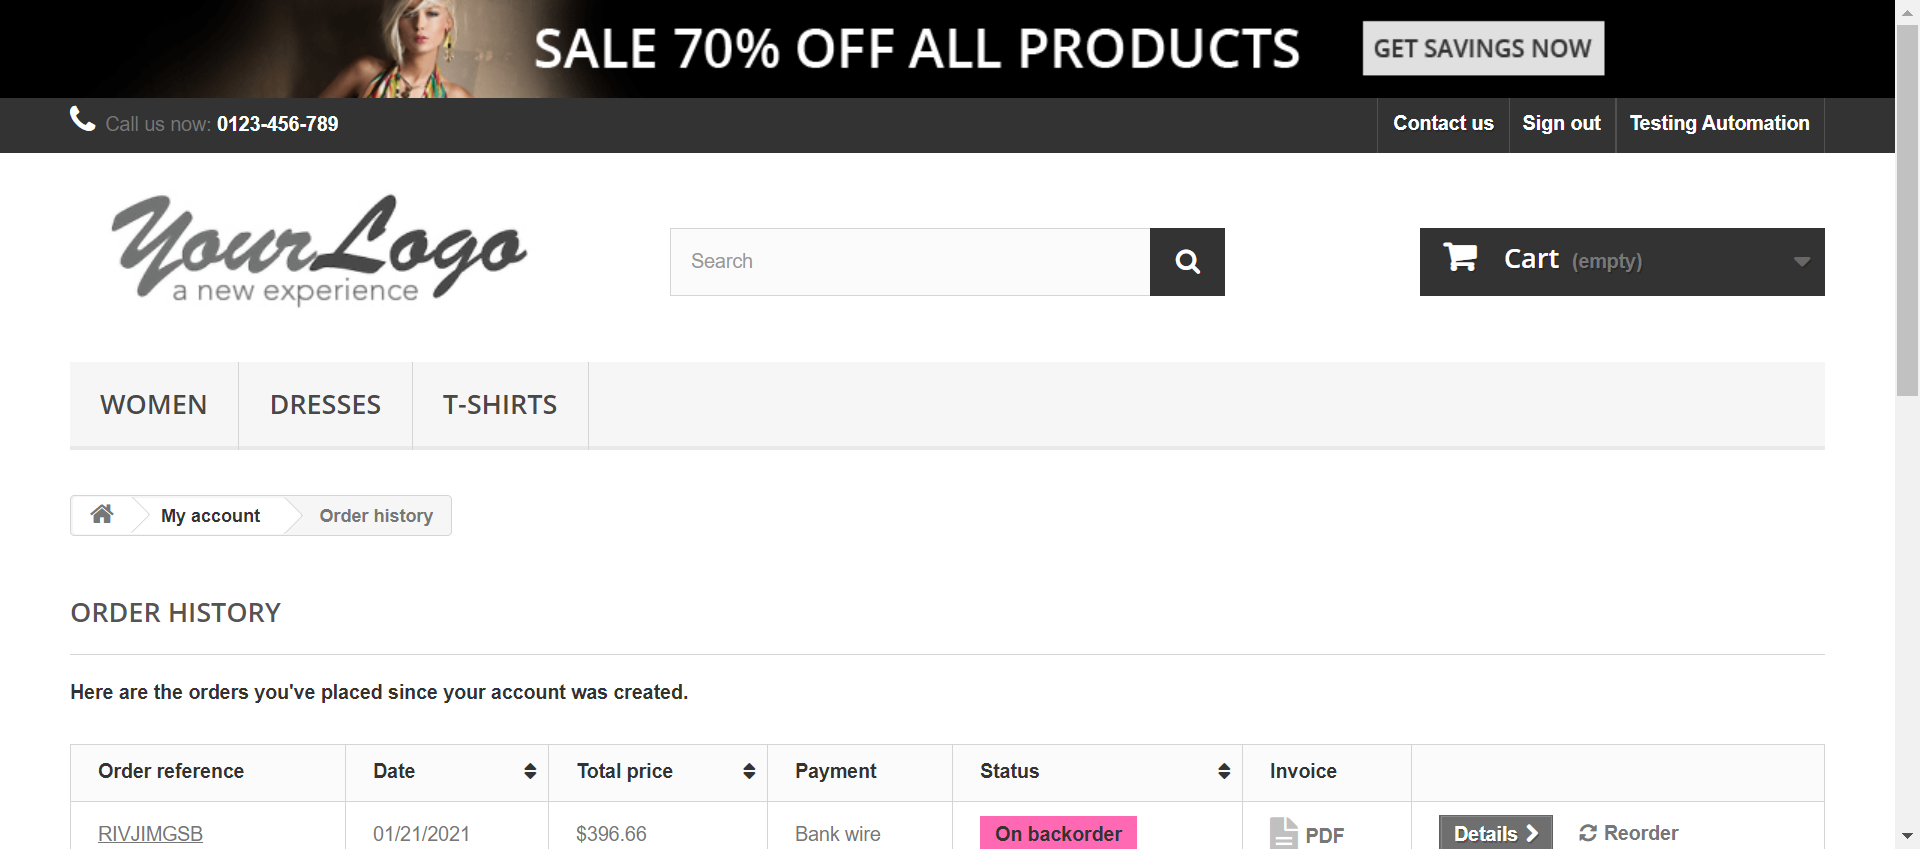 SALE 70% OFF ALL PRODUCTS GET SAVINGS NOW
Call us now: 0123-456-789 Contact us Sign out Testing Automation
Your Logo
a new experience
Search
Cart (empty)
WOMEN DRESSES T-SHIRTS
My account Order history
ORDER HISTORY
Here are the orders you've placed since your account was created.
Order reference Date Total price Payment Status Invoice
RIVJIMGSB 01/21/2021 $396.66 Bank wire On backorder PDF Details Reorder